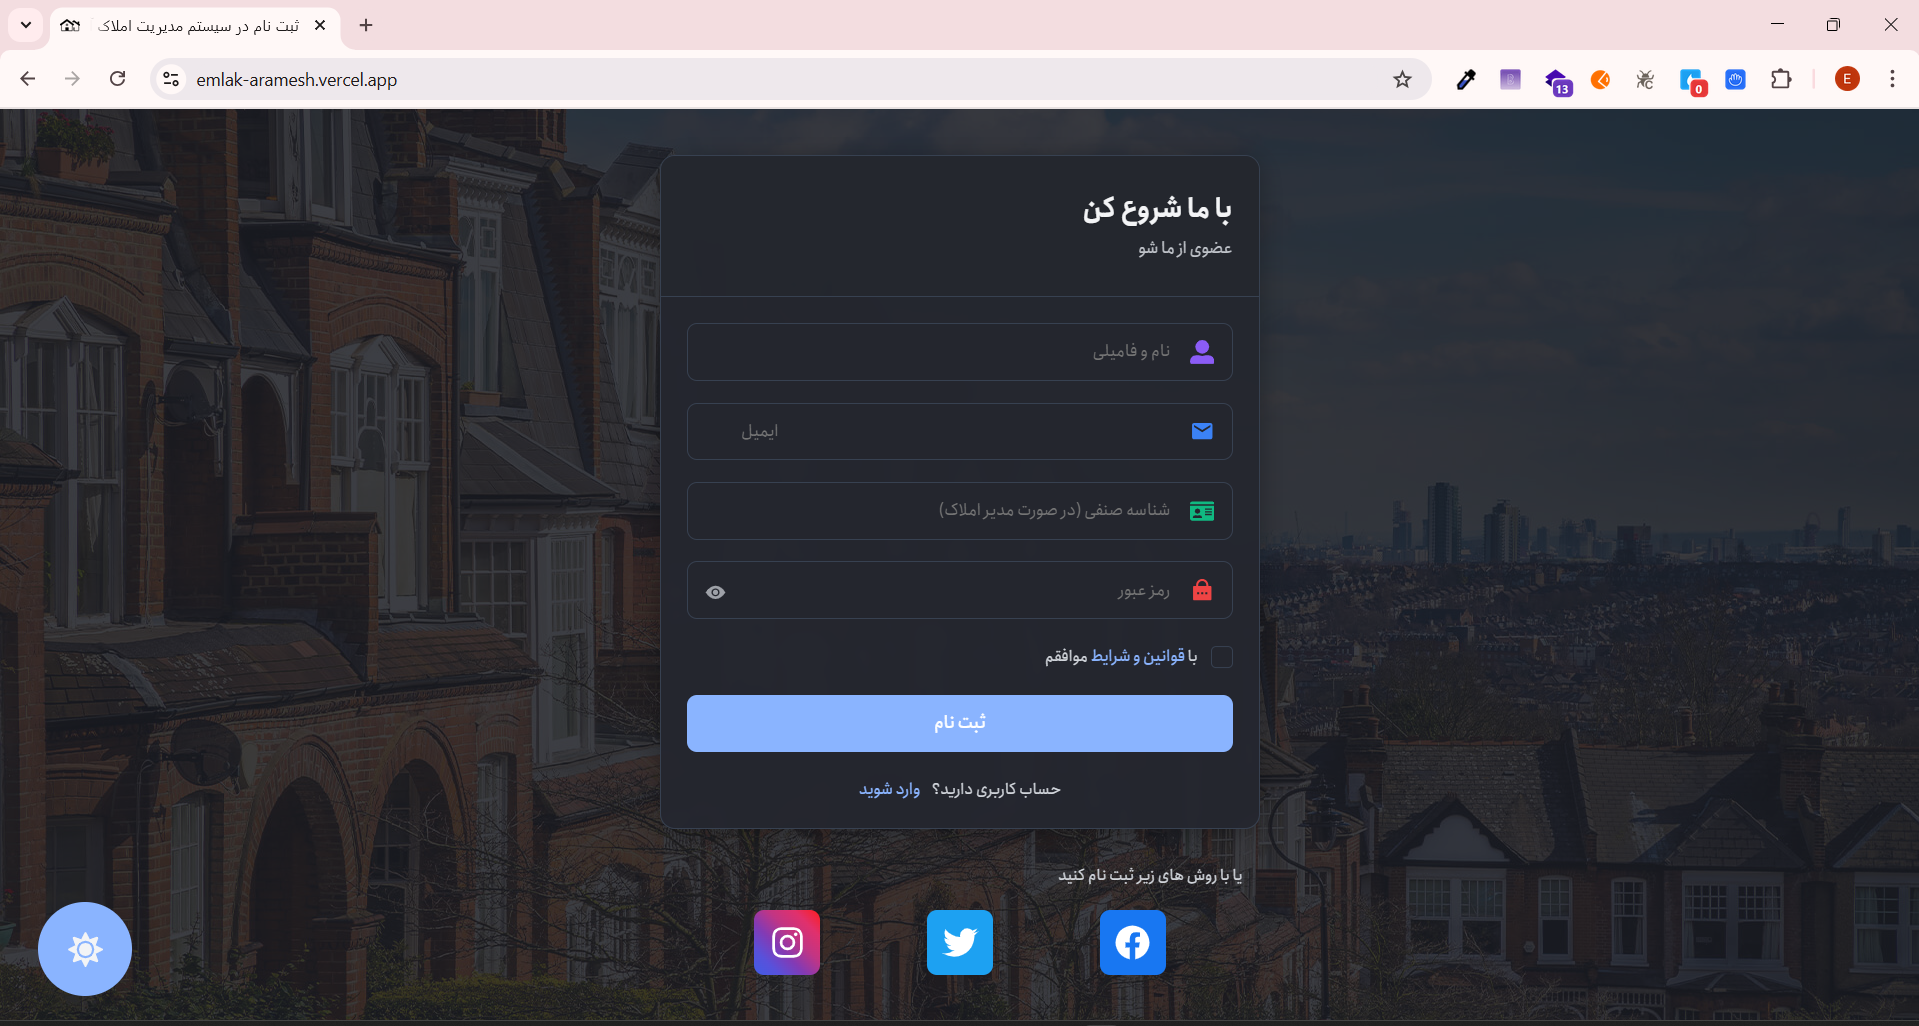 ثبت نام در سیستم مدیریت املاک
emlak-aramesh.vercel.app
13
0
E
با ما شروع کن
عضوی از ما شو
نام و فامیلی
ایمیل
شناسه صنفی (در صورت مدیر املاک)
رمز عبور
با قوانین و شرایط موافقم
ثبت نام
حساب کاربری دارید؟ وارد شوید
یا با روش های زیر ثبت نام کنید